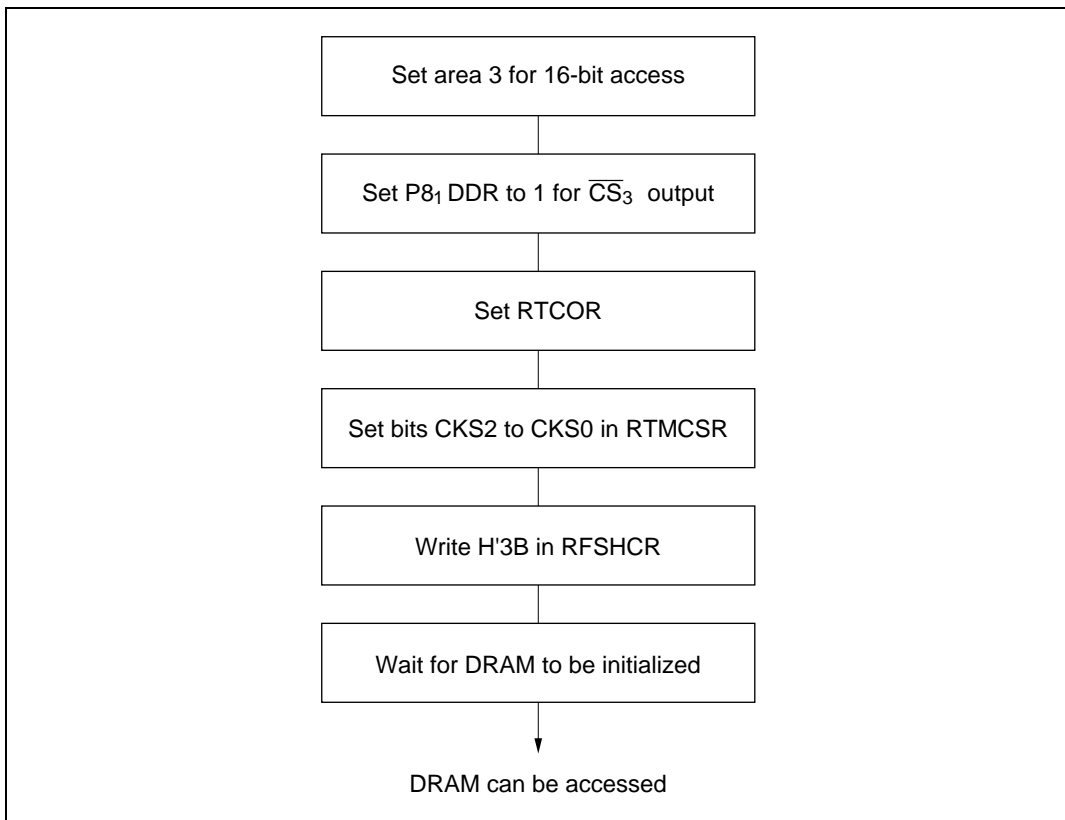 Set area 3 for 16-bit access
Set P8₁ DDR to 1 for C̅S̅₃ output
Set RTCOR
Set bits CKS2 to CKS0 in RTMCSR
Write H'3B in RFSHCR
Wait for DRAM to be initialized
DRAM can be accessed